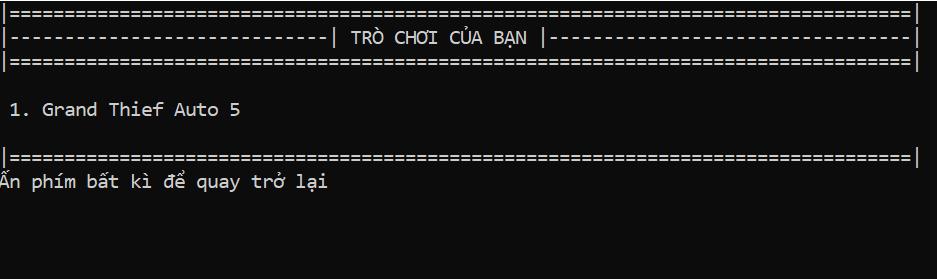 |==================================================================================|
|-----------------------------| TRÒ CHƠI CỦA BẠN |---------------------------------|
|==================================================================================|
1. Grand Thief Auto 5
|==================================================================================|
Ấn phím bất kì để quay trở lại